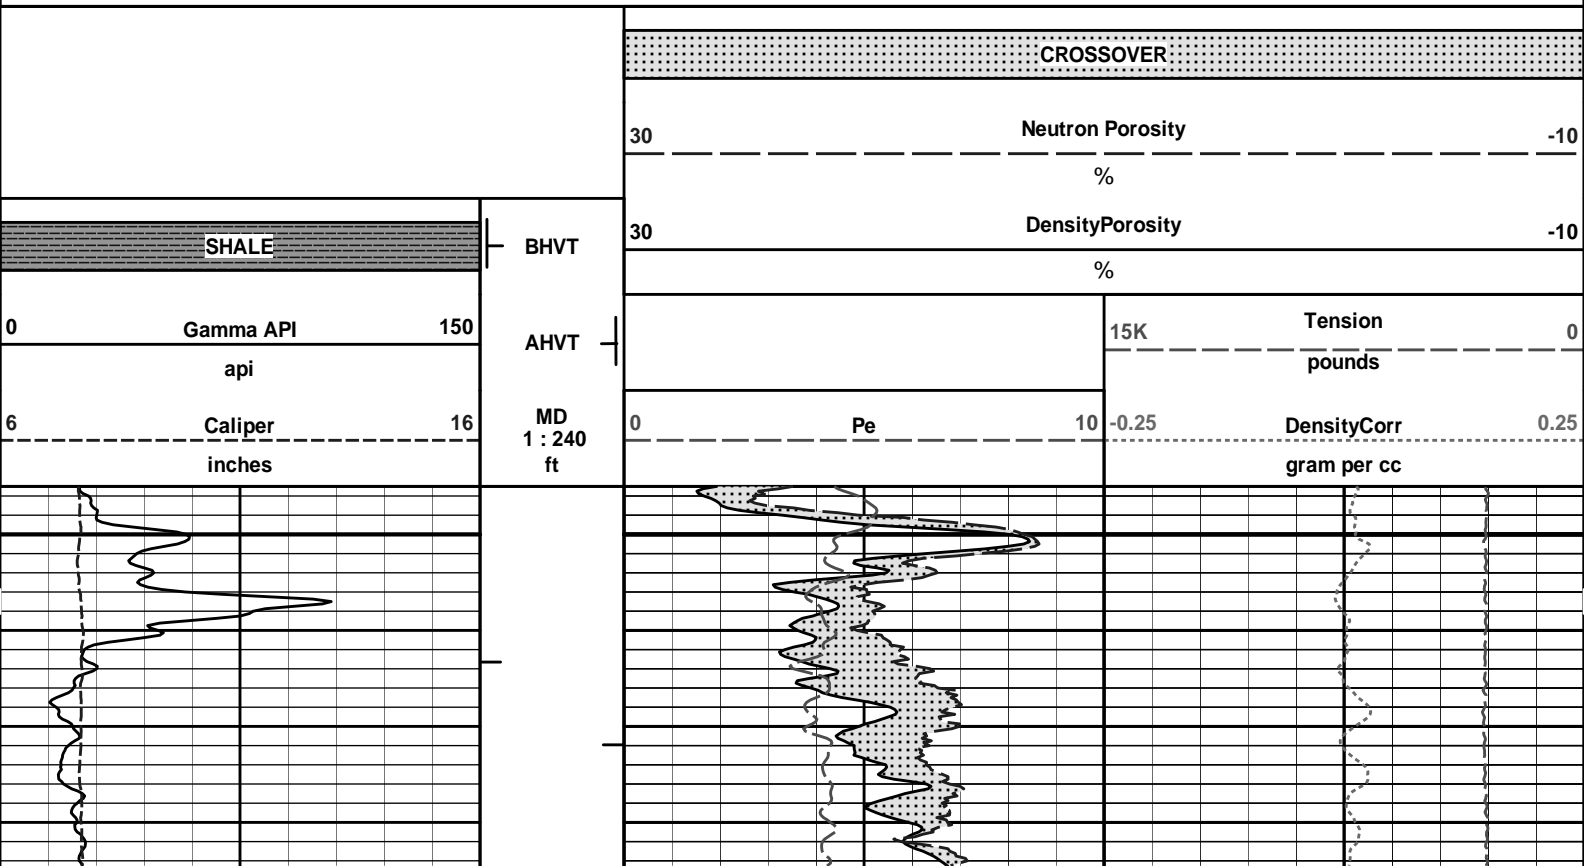 CROSSOVER
30 Neutron Porosity -10
%
30 DensityPorosity -10
%
SHALE
BHVT
0 Gamma API 150
api
AHVT
15K Tension 0
pounds
6 Caliper 16
inches
MD
1 : 240
ft
0 Pe 10
-0.25 DensityCorr 0.25
gram per cc